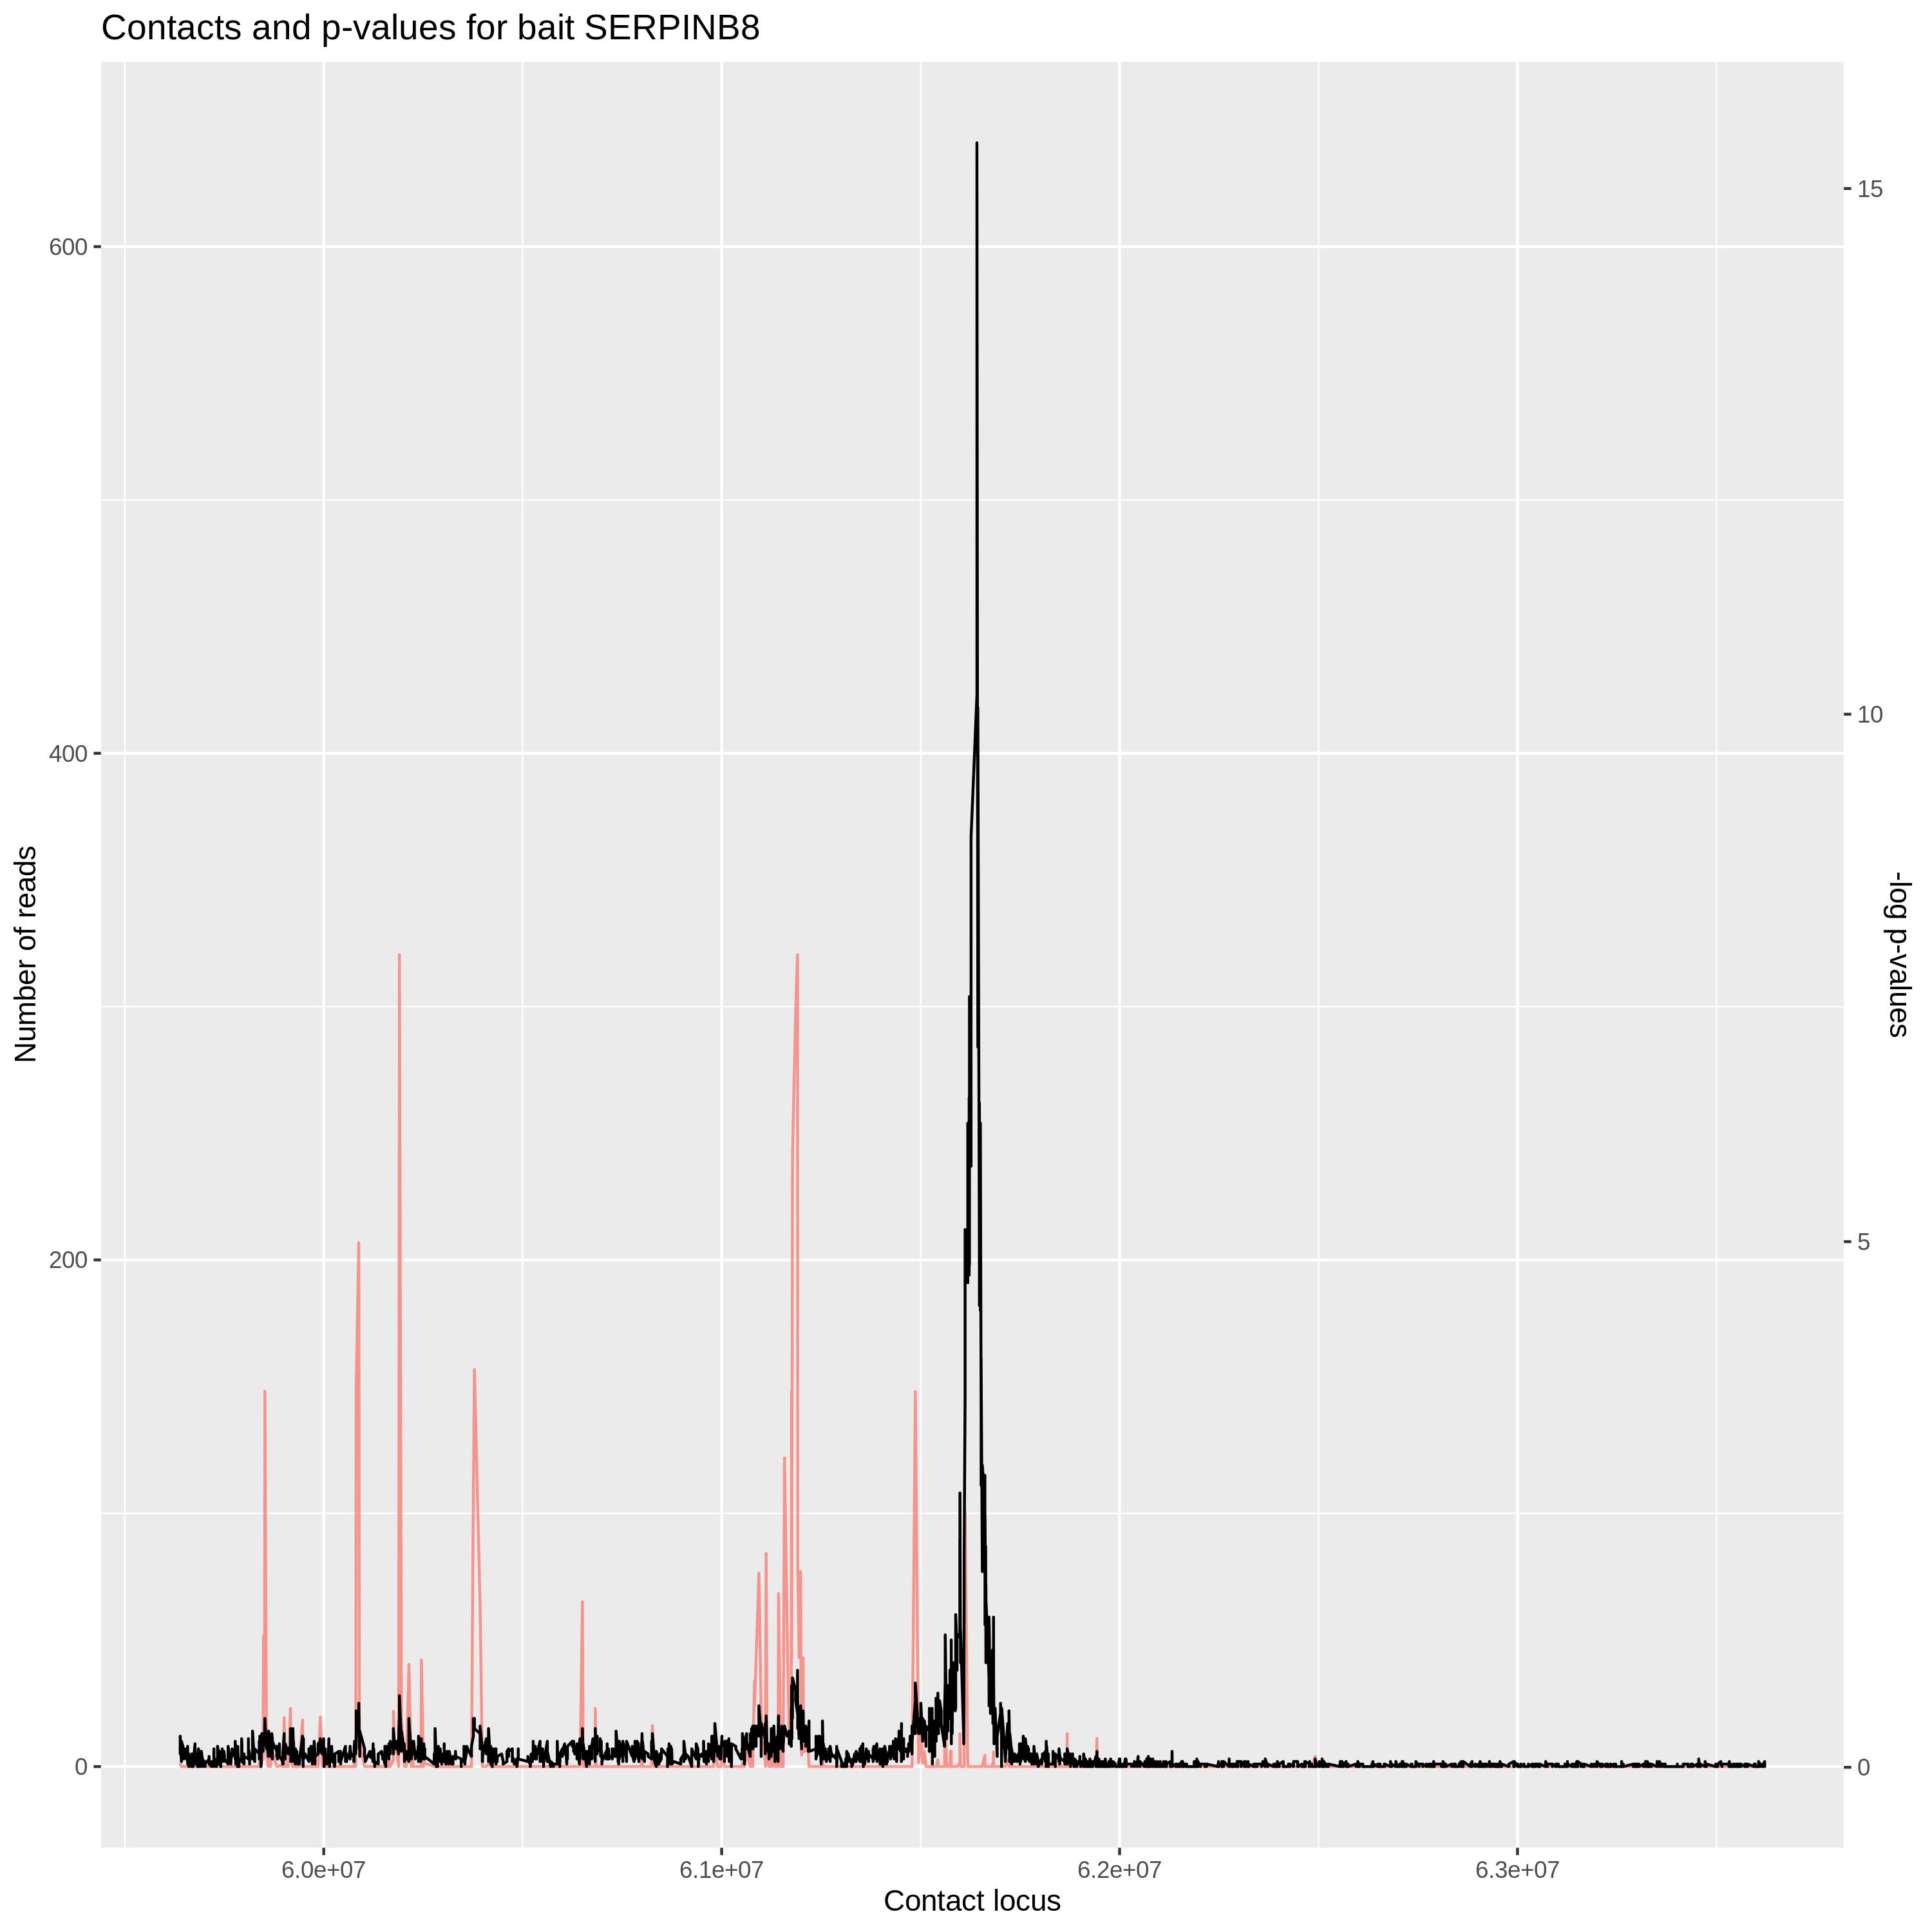 Contacts and p-values for bait SERPINB8
Number of reads
600
400
200
0
15
10
5
0
-log p-values
6.0e+07
6.1e+07
6.2e+07
6.3e+07
Contact locus